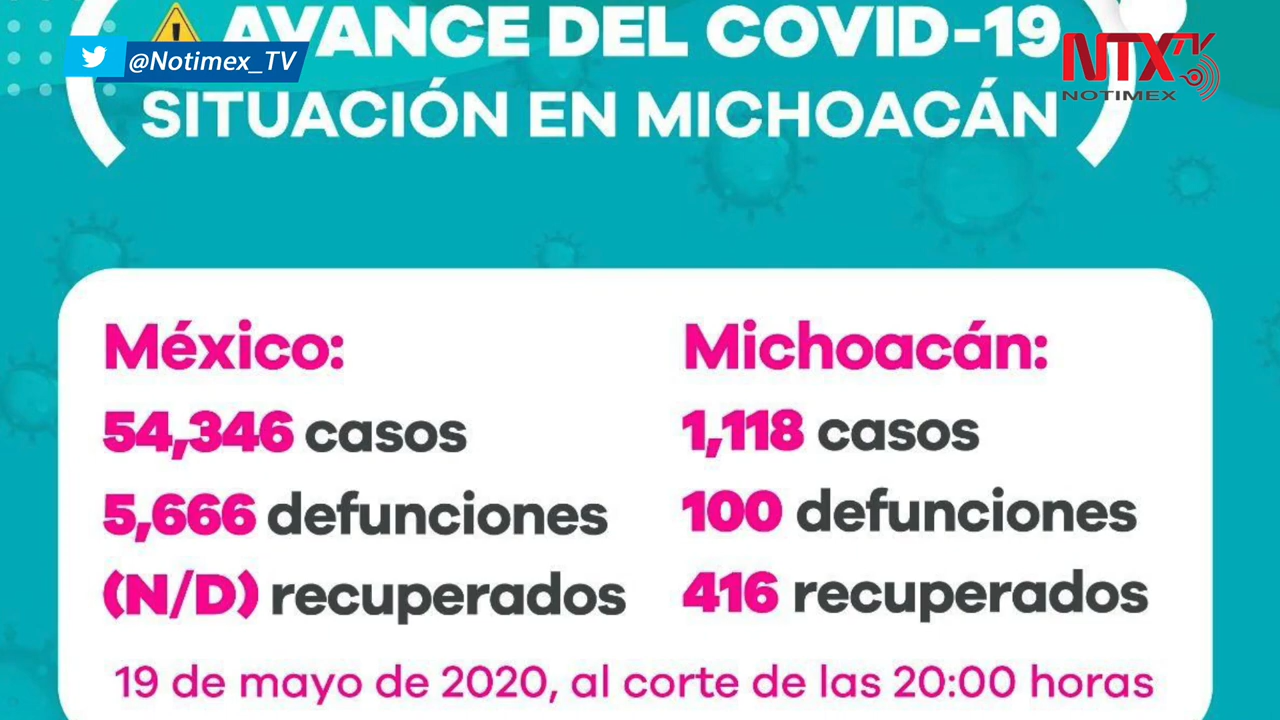 AVANCE DEL COVID-19
@Notimex_TV
NTX TV
NOTIMEX
SITUACIÓN EN MICHOACÁN
México:
54,346 casos
5,666 defunciones
(N/D) recuperados
Michoacán:
1,118 casos
100 defunciones
416 recuperados
19 de mayo de 2020, al corte de las 20:00 horas